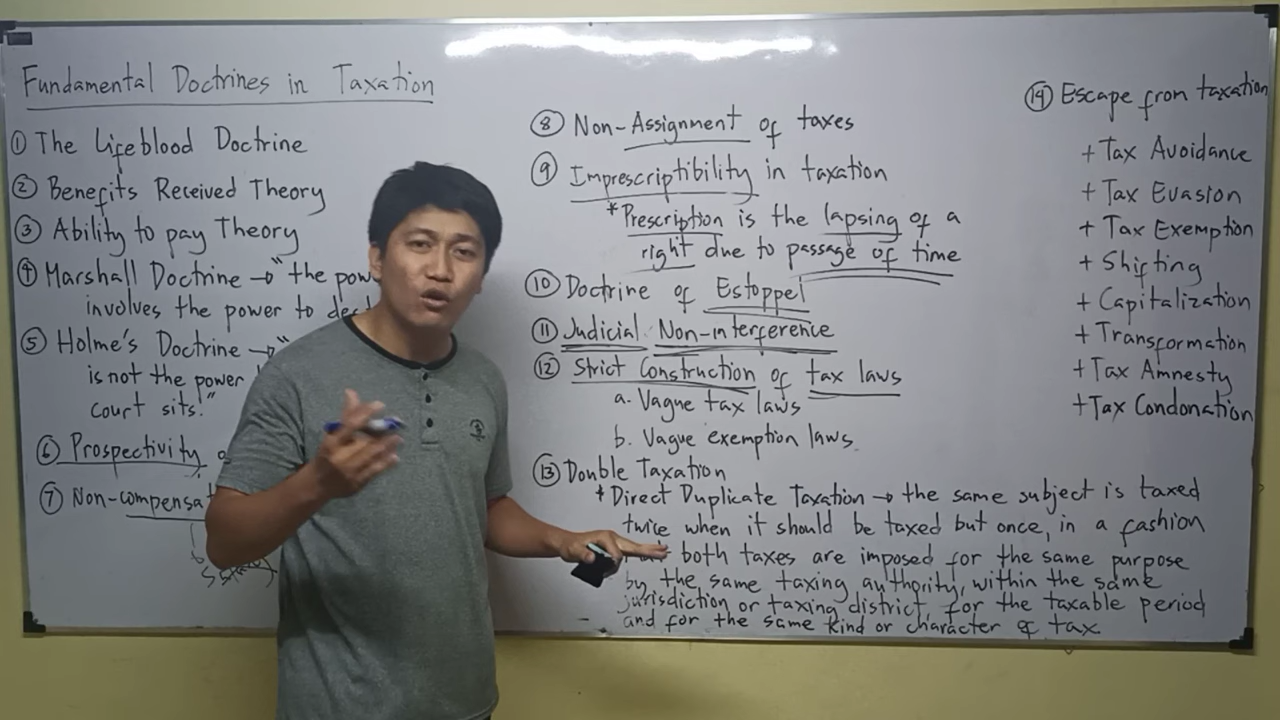 Fundamental Doctrines in Taxation
① The Lifeblood Doctrine
② Benefits Received Theory
③ Ability to pay Theory
④ Marshall Doctrine → "the pow
involves the power to des
⑤ Holme's Doctrine → "
is not the power
court sits."
⑥ Prospectivity
⑦ Non-compensat
⑧ Non-Assignment of taxes
⑨ Imprescriptibility in taxation
*Prescription is the lapsing of a
right due to passage of time
⑩ Doctrine of Estoppel
⑪ Judicial Non-interference
⑫ Strict Construction of tax laws
a. Vague tax laws
b. Vague exemption laws
⑬ Double Taxation
* Direct Duplicate Taxation → the same subject is taxed
twice when it should be taxed but once, in a fashion
both taxes are imposed for the same purpose
by the same taxing authority, within the same
jurisdiction or taxing district, for the taxable period
and for the same kind or character of tax
⑭ Escape from taxation
+ Tax Avoidance
+ Tax Evasion
+ Tax Exemption
+ Shifting
+ Capitalization
+ Transformation
+ Tax Amnesty
+ Tax Condonation